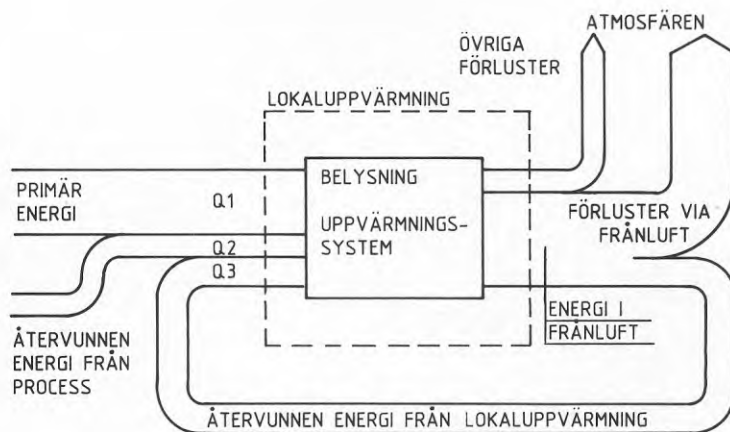 ATMOSFÄREN
ÖVRIGA
FÖRLUSTER
LOKALUPPVÄRMNING
PRIMÄR
ENERGI
Q1
BELYSNING
UPPVÄRMNINGS-
SYSTEM
FÖRLUSTER VIA
FRÅNLUFT
Q2
Q3
ENERGI I
FRÅNLUFT
ÅTERVUNNEN
ENERGI FRÅN
PROCESS
ÅTERVUNNEN ENERGI FRÅN LOKALUPPVÄRMNING